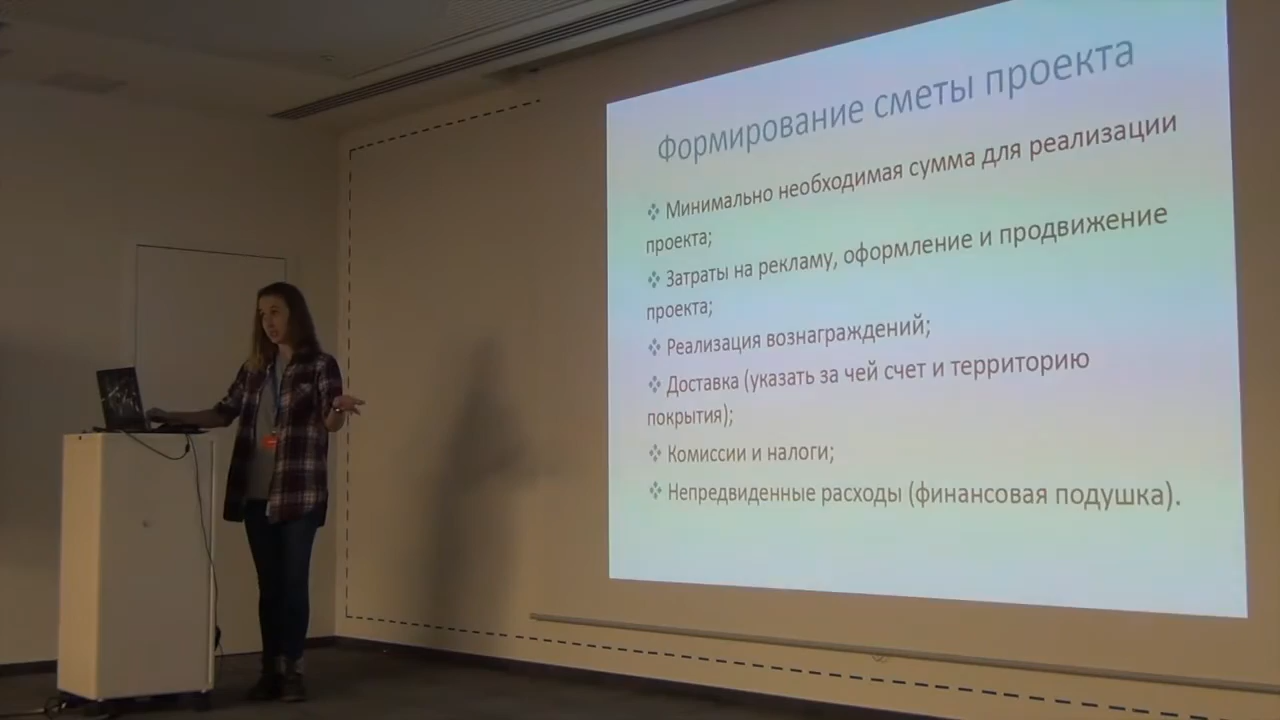 Формирование сметы проекта
❖ Минимально необходимая сумма для реализации
проекта;
❖ Затраты на рекламу, оформление и продвижение
проекта;
❖ Реализация вознаграждений;
❖ Доставка (указать за чей счет и территорию
покрытия);
❖ Комиссии и налоги;
❖ Непредвиденные расходы (финансовая подушка).